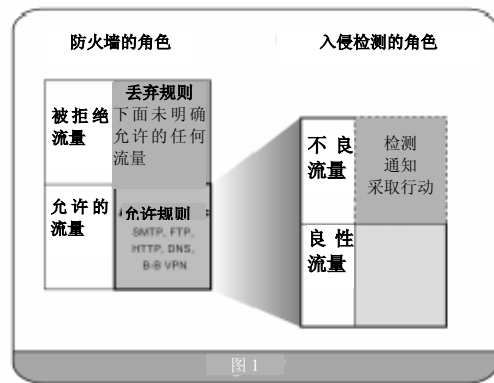 防火墙的角色
入侵检测的角色
被拒绝
流量
丢弃规则
下面未明确
允许的任何
流量
允许的
流量
允许规则
SMTP, FTP,
HTTP, DNS,
B-B VPN
不良
流量
检测
通知
采取行动
良性
流量
图 1